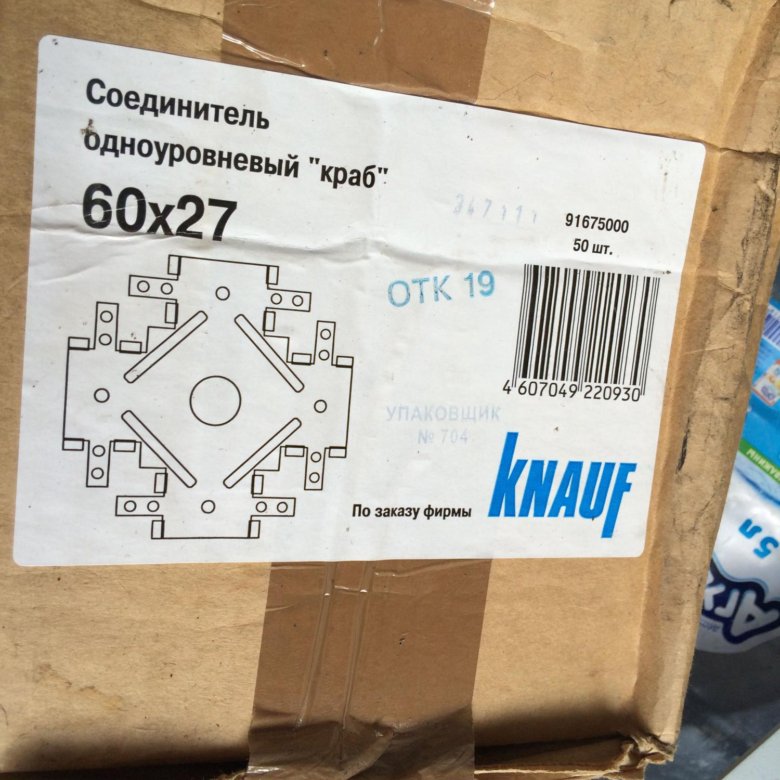 Соединитель
одноуровневый "краб"
60x27
91675000
50 шт.
ОТК 19
4 607049 220930
УПАКОВЩИК
№ 704
По заказу фирмы
KNAUF
5л